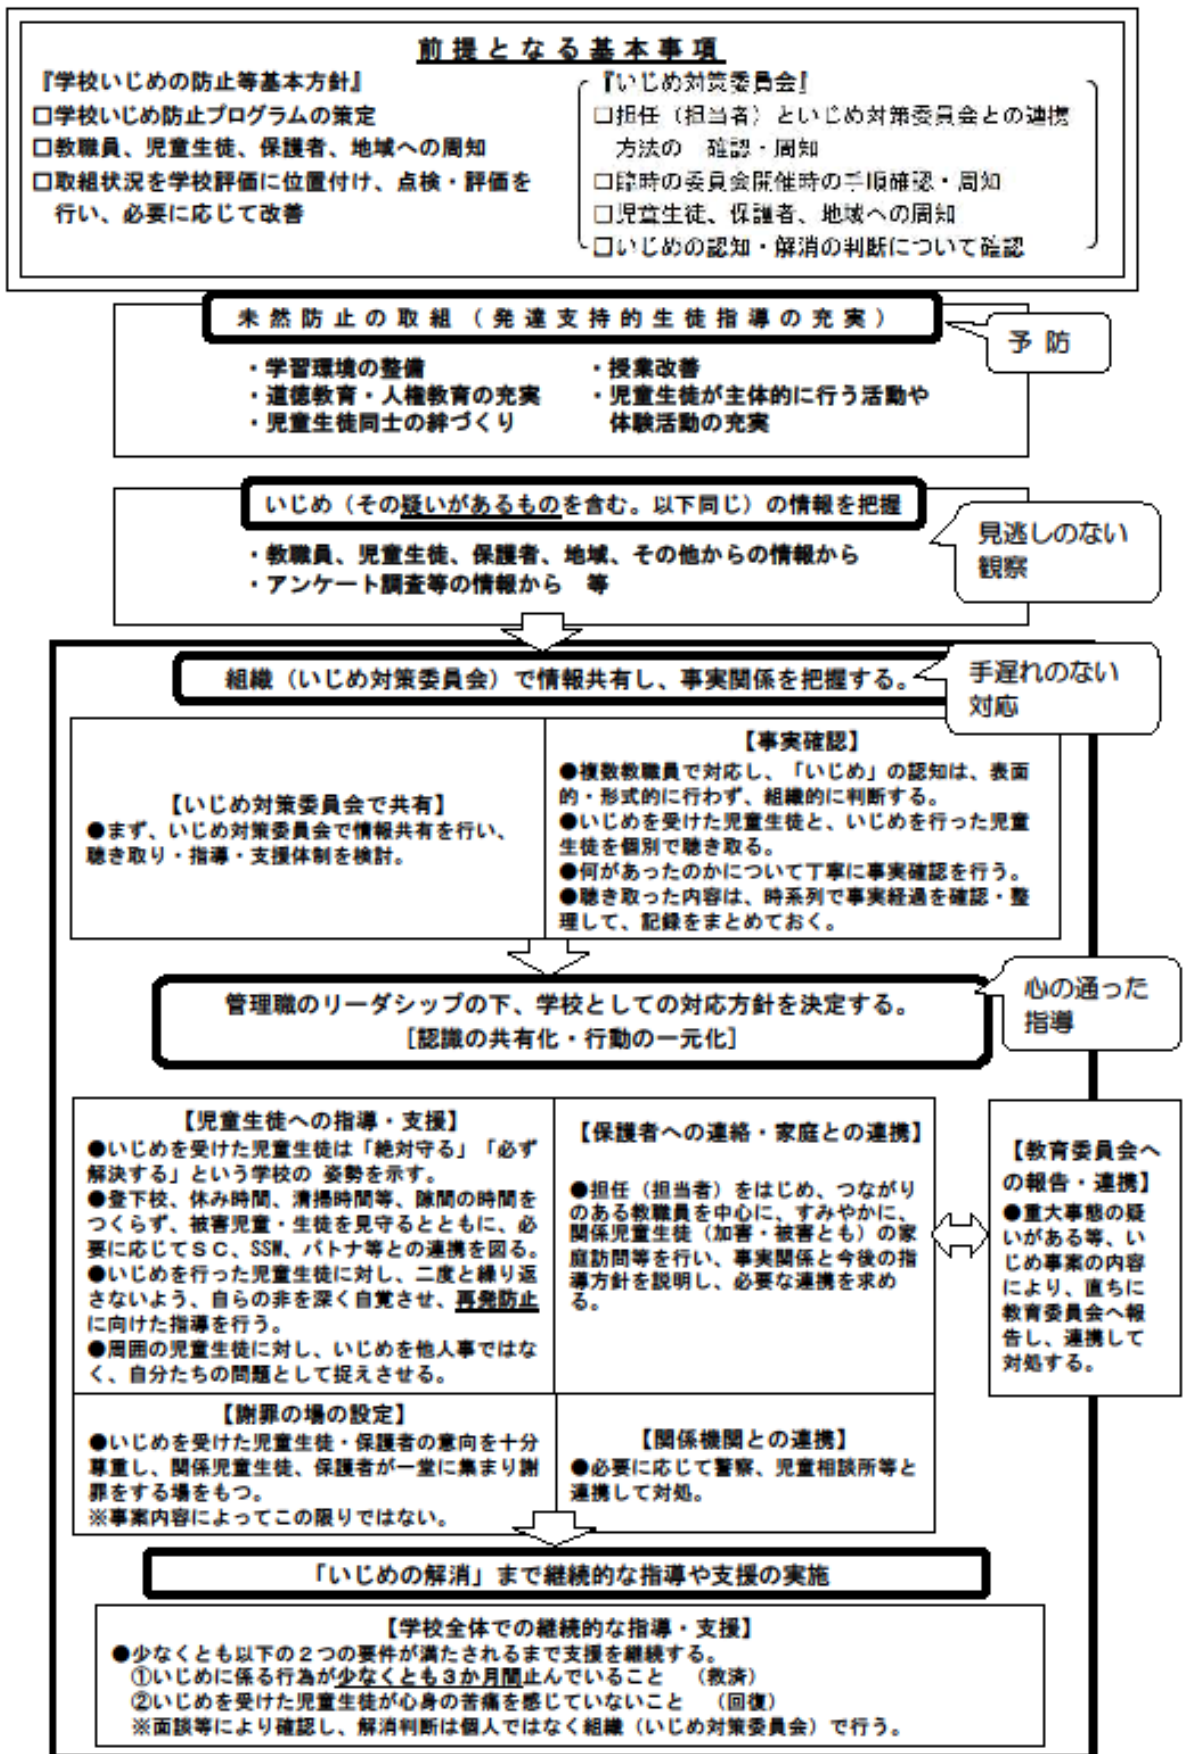 前提となる基本事項
『学校いじめの防止等基本方針』
□学校いじめ防止プログラムの策定
□教職員、児童生徒、保護者、地域への周知
□取組状況を学校評価に位置付け、点検・評価を
行い、必要に応じて改善
『いじめ対策委員会』
□担任（担当者）といじめ対策委員会との連携
方法の　確認・周知
□臨時の委員会開催時の手順確認・周知
□児童生徒、保護者、地域への周知
□いじめの認知・解消の判断について確認
未然防止の取組（発達支持的生徒指導の充実）
予 防
・学習環境の整備
・道徳教育・人権教育の充実
・児童生徒同士の絆づくり
・授業改善
・児童生徒が主体的に行う活動や
体験活動の充実
いじめ（その疑いがあるものを含む。以下同じ）の情報を把握
見逃しのない
観察
・教職員、児童生徒、保護者、地域、その他からの情報から
・アンケート調査等の情報から　等
組織（いじめ対策委員会）で情報共有し、事実関係を把握する。
手遅れのない
対応
【いじめ対策委員会で共有】
●まず、いじめ対策委員会で情報共有を行い、
聴き取り・指導・支援体制を検討。
【事実確認】
●複数教職員で対応し、「いじめ」の認知は、表面
的・形式的に行わず、組織的に判断する。
●いじめを受けた児童生徒と、いじめを行った児童
生徒を個別で聴き取る。
●何があったのかについて丁寧に事実確認を行う。
●聴き取った内容は、時系列で事実経過を確認・整
理して、記録をまとめておく。
管理職のリーダシップの下、学校としての対応方針を決定する。
［認識の共有化・行動の一元化］
心の通った
指導
【児童生徒への指導・支援】
●いじめを受けた児童生徒は「絶対守る」「必ず
解決する」という学校の 姿勢を示す。
●登下校、休み時間、清掃時間等、隙間の時間を
つくらず、被害児童・生徒を見守るとともに、必
要に応じてＳＣ、SSW、パトナ等との連携を図る。
●いじめを行った児童生徒に対し、二度と繰り返
さないよう、自らの非を深く自覚させ、再発防止
に向けた指導を行う。
●周囲の児童生徒に対し、いじめを他人事ではな
く、自分たちの問題として捉えさせる。
【保護者への連絡・家庭との連携】
●担任（担当者）をはじめ、つながり
のある教職員を中心に、すみやかに、
関係児童生徒（加害・被害とも）の家
庭訪問等を行い、事実関係と今後の指
導方針を説明し、必要な連携を求め
る。
【教育委員会へ
の報告・連携】
●重大事態の疑
いがある等、い
じめ事案の内容
により、直ちに
教育委員会へ報
告し、連携して
対処する。
【謝罪の場の設定】
●いじめを受けた児童生徒・保護者の意向を十分
尊重し、関係児童生徒、保護者が一堂に集まり謝
罪をする場をもつ。
※事案内容によってこの限りではない。
【関係機関との連携】
●必要に応じて警察、児童相談所等と
連携して対処。
「いじめの解消」まで継続的な指導や支援の実施
【学校全体での継続的な指導・支援】
●少なくとも以下の２つの要件が満たされるまで支援を継続する。
①いじめに係る行為が少なくとも３か月間止んでいること　（救済）
②いじめを受けた児童生徒が心身の苦痛を感じていないこと　（回復）
※面談等により確認し、解消判断は個人ではなく組織（いじめ対策委員会）で行う。